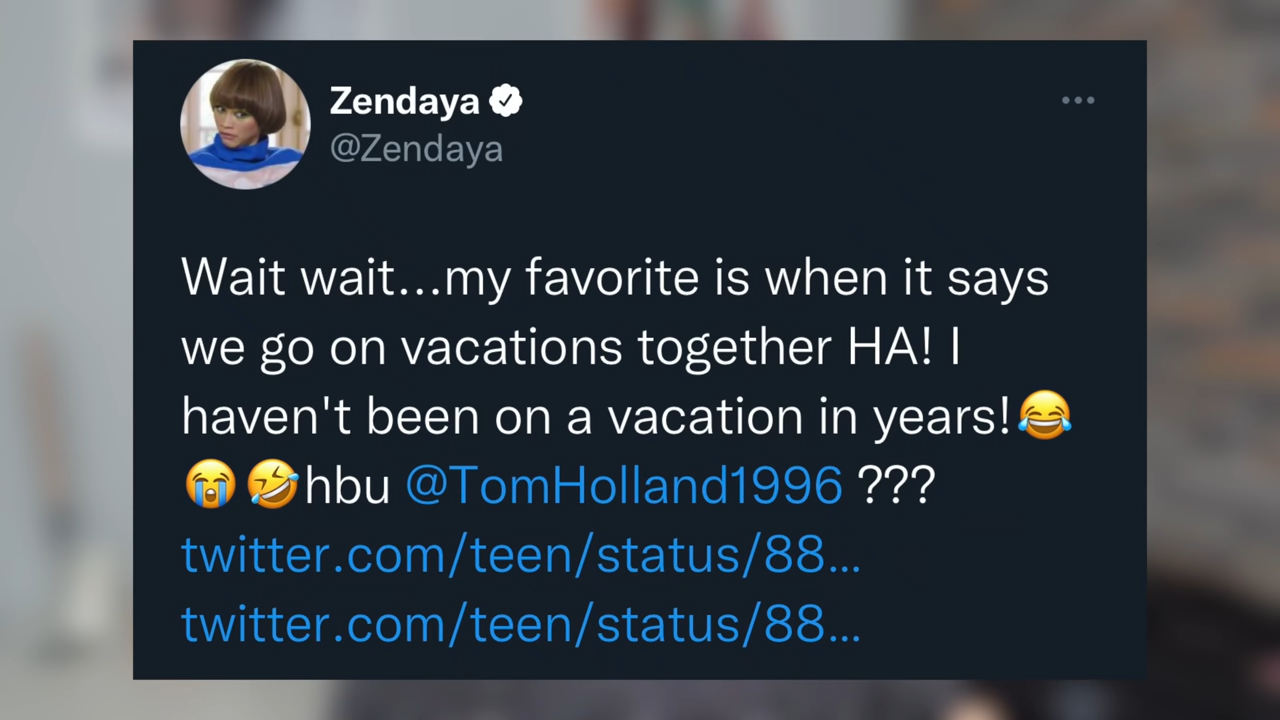 Zendaya
@Zendaya
Wait wait...my favorite is when it says
we go on vacations together HA! I
haven't been on a vacation in years!😂
😭🤣hbu @TomHolland1996 ???
twitter.com/teen/status/88...
twitter.com/teen/status/88...